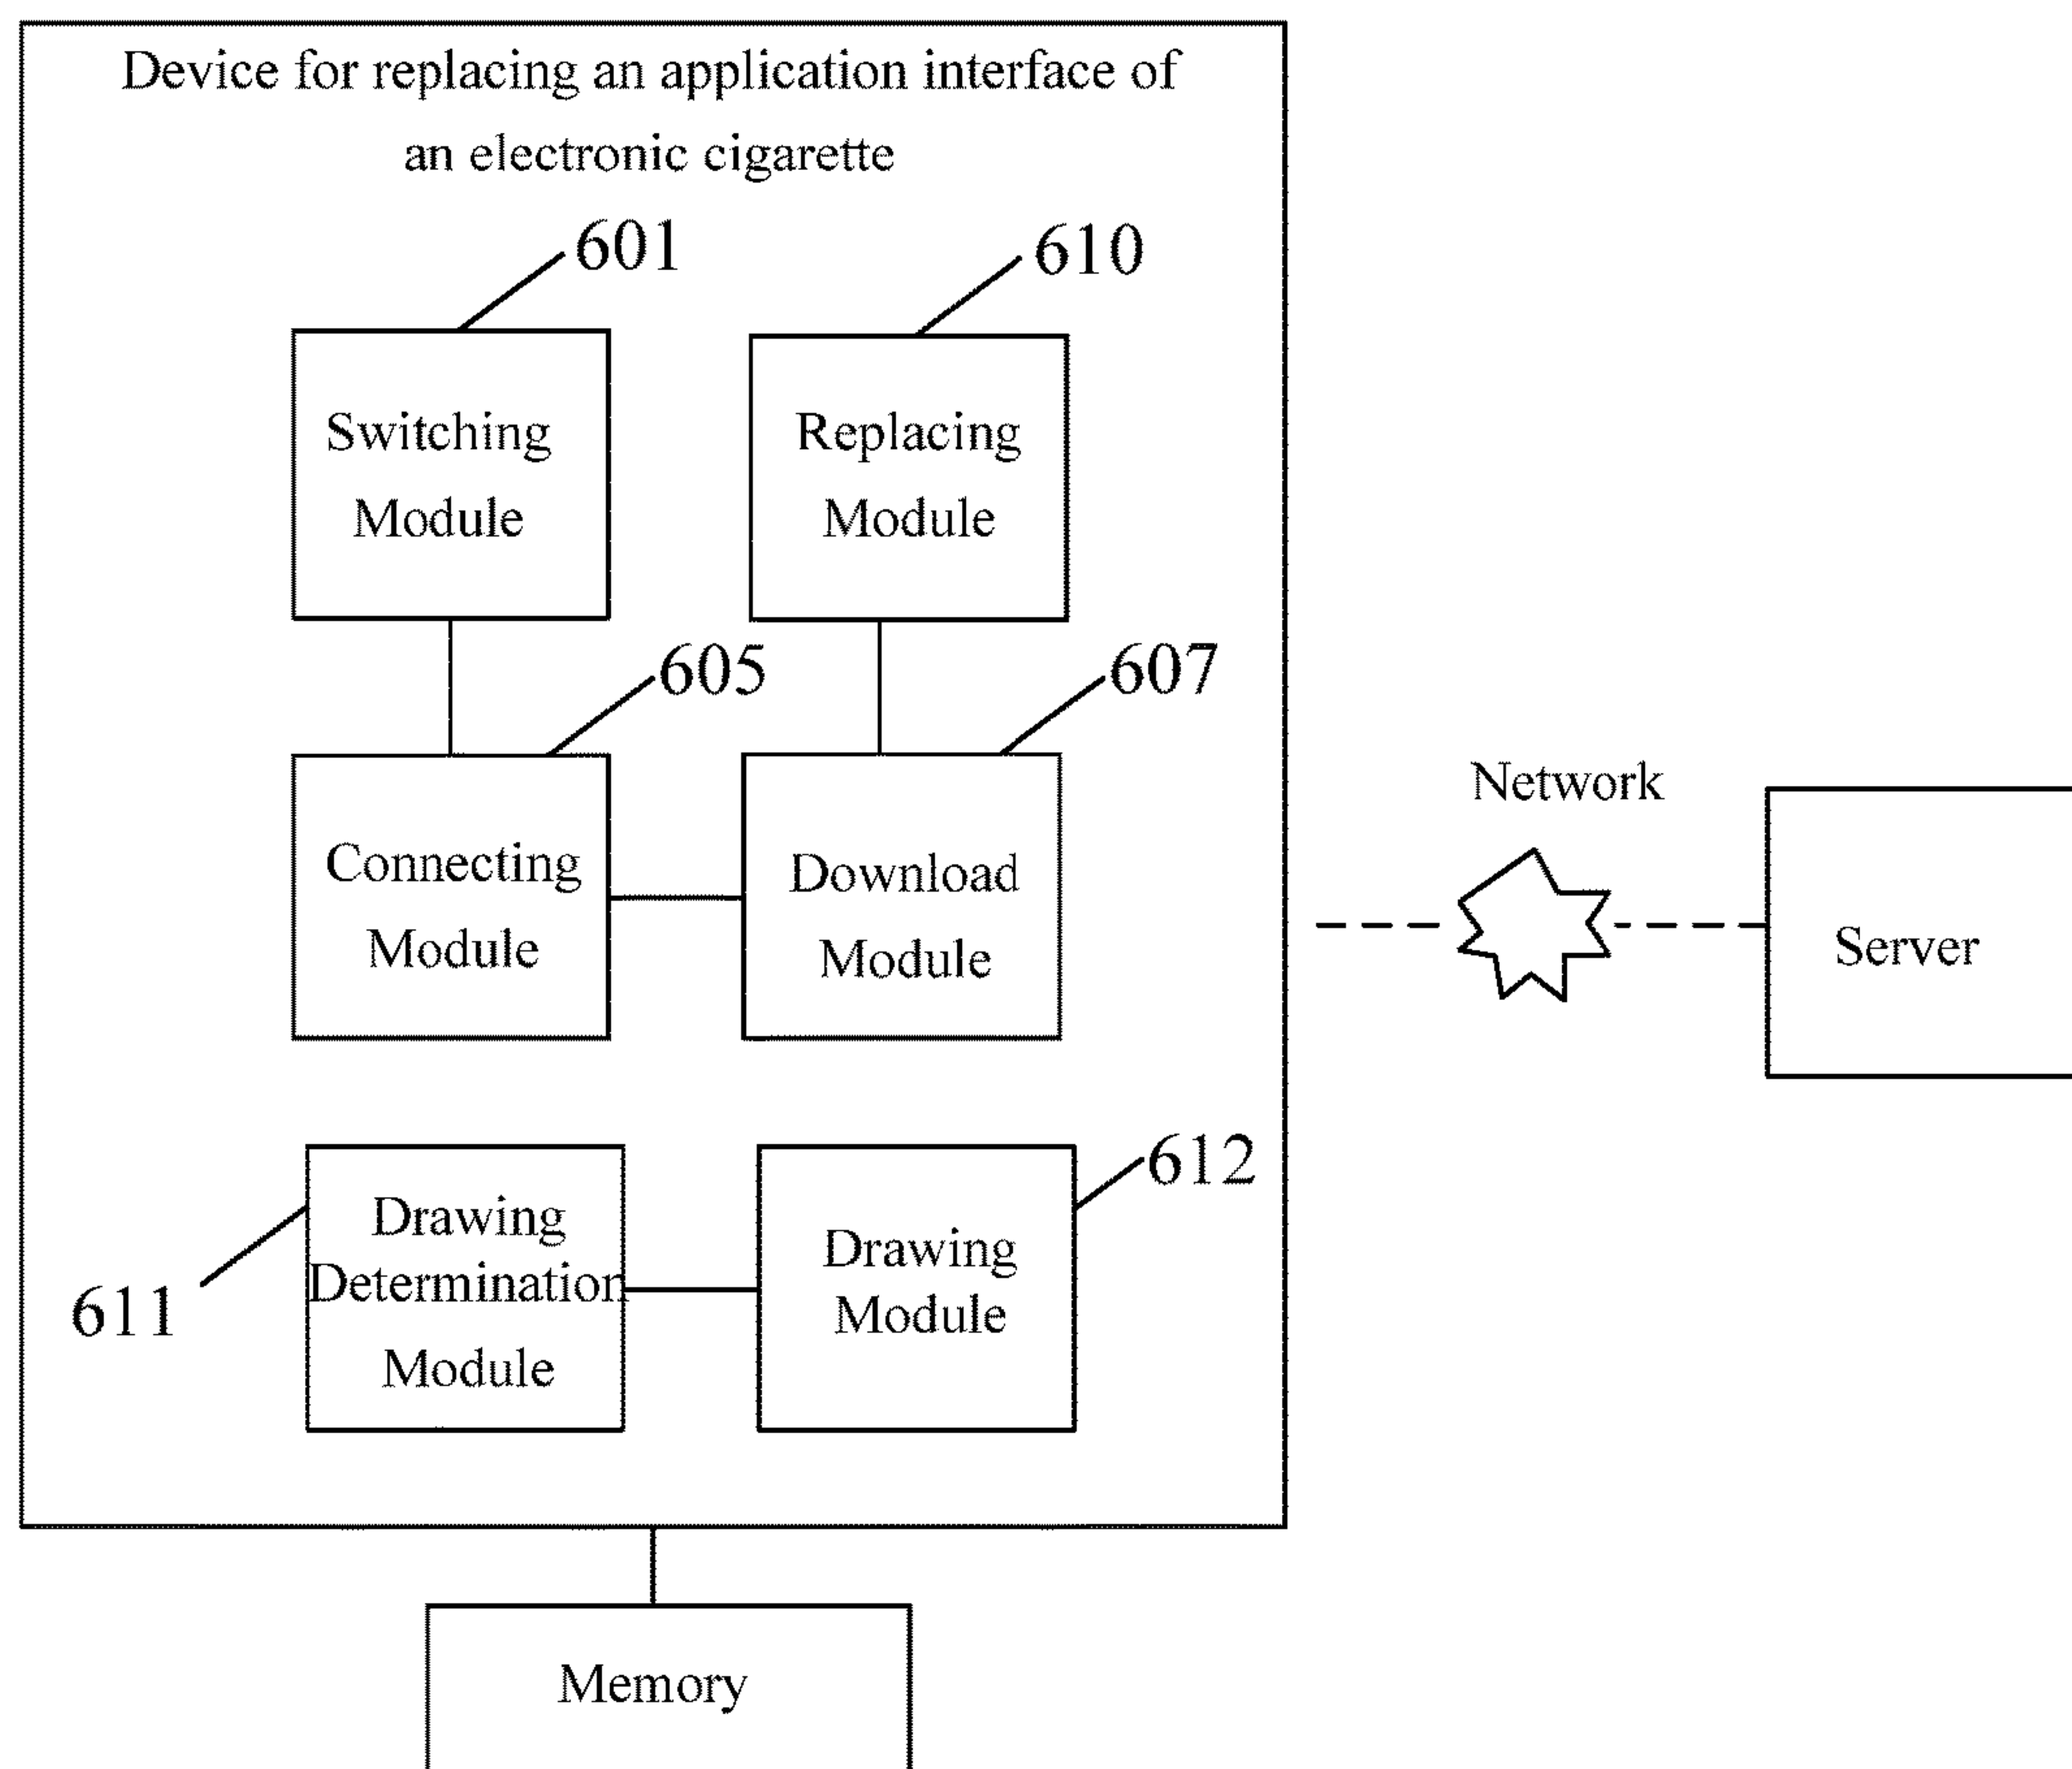 Device for replacing an application interface of
an electronic cigarette
601
610
Switching
Module
Replacing
Module
605
607
Connecting
Module
Download
Module
Network
Server
611
Drawing
Determination
Module
612
Drawing
Module
Memory